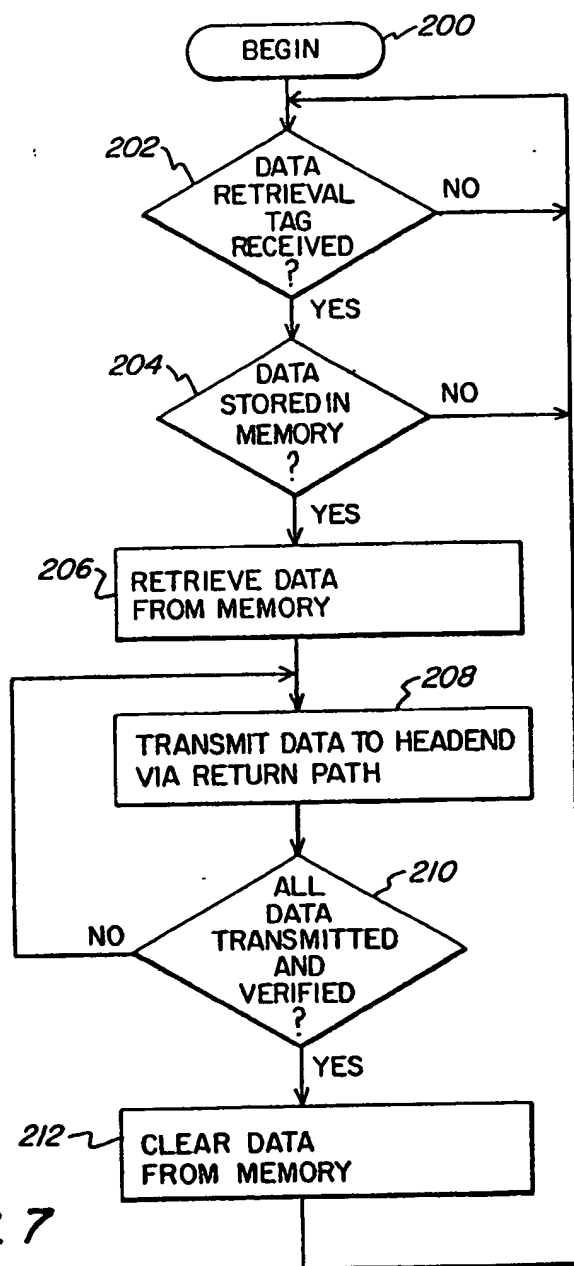 BEGIN
200
202
DATA
RETRIEVAL
TAG
RECEIVED
?
NO
YES
204
DATA
STORED IN
MEMORY
?
NO
YES
206
RETRIEVE DATA
FROM MEMORY
208
TRANSMIT DATA TO HEADEND
VIA RETURN PATH
210
ALL
DATA
TRANSMITTED
AND
VERIFIED
?
NO
YES
212
CLEAR DATA
FROM MEMORY
7